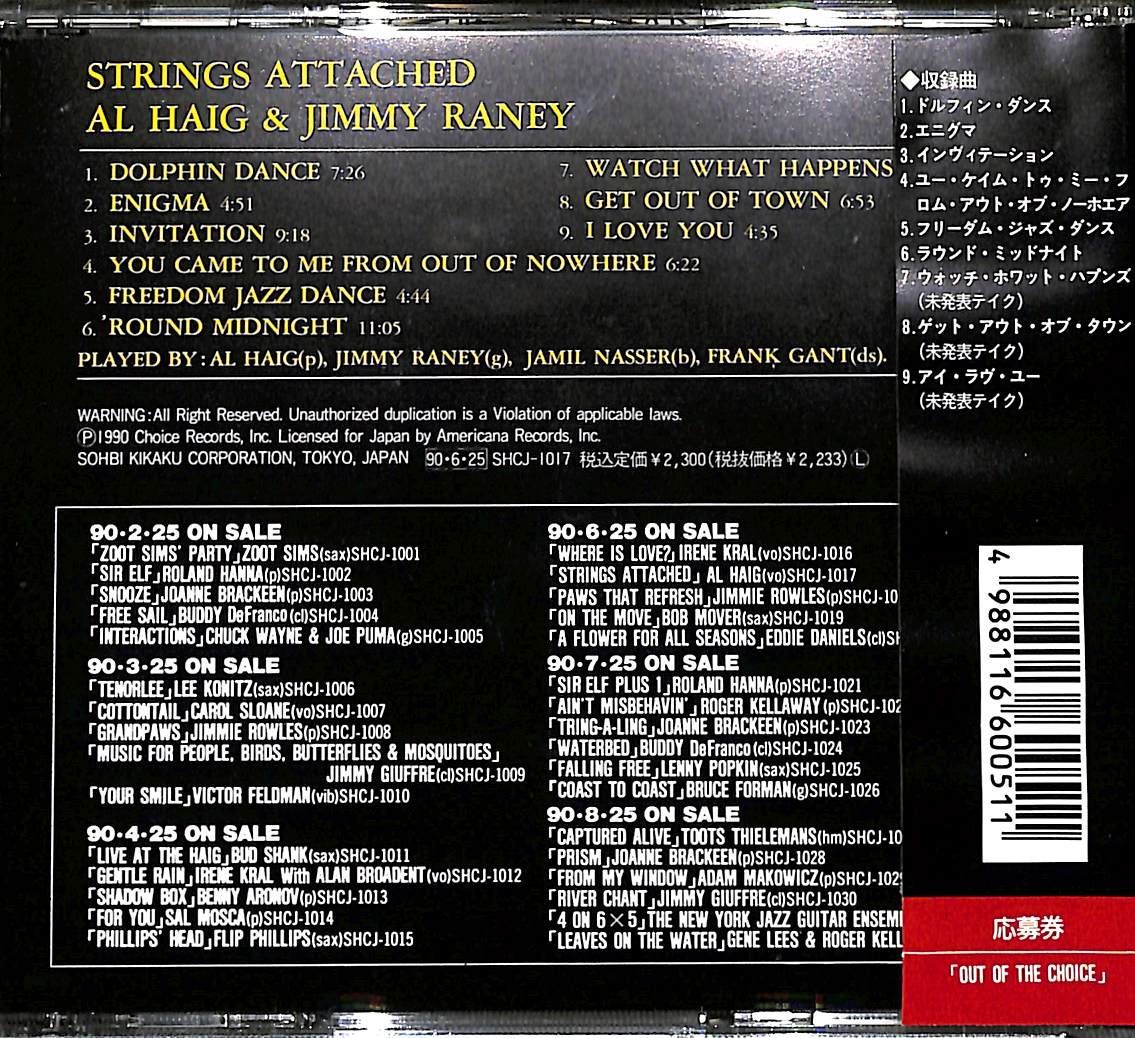 STRINGS ATTACHED
AL HAIG & JIMMY RANEY
1. DOLPHIN DANCE 7:26
2. ENIGMA 4:51
3. INVITATION 9:18
4. YOU CAME TO ME FROM OUT OF NOWHERE 6:22
5. FREEDOM JAZZ DANCE 4:44
6. 'ROUND MIDNIGHT 11:05
7. WATCH WHAT HAPPENS
8. GET OUT OF TOWN 6:53
9. I LOVE YOU 4:35
PLAYED BY : AL HAIG(p), JIMMY RANEY(g), JAMIL NASSER(b), FRANK GANT(ds).
WARNING:All Right Reserved. Unauthorized duplication is a Violation of applicable laws.
Ⓟ1990 Choice Records, Inc. Licensed for Japan by Americana Records, Inc.
SOHBI KIKAKU CORPORATION, TOKYO, JAPAN 90・6・25 SHCJ-1017 税込定価¥2,300(税抜価格¥2,233)Ⓛ
90・2・25 ON SALE
「ZOOT SIMS' PARTY」ZOOT SIMS(sax)SHCJ-1001
「SIR ELF」ROLAND HANNA(p)SHCJ-1002
「SNOOZE」JOANNE BRACKEEN(p)SHCJ-1003
「FREE SAIL」BUDDY DeFranco(cl)SHCJ-1004
「INTERACTIONS」CHUCK WAYNE & JOE PUMA(g)SHCJ-1005
90・3・25 ON SALE
「TENORLEE」LEE KONITZ(sax)SHCJ-1006
「COTTONTAIL」CAROL SLOANE(vo)SHCJ-1007
「GRANDPAWS」JIMMIE ROWLES(p)SHCJ-1008
「MUSIC FOR PEOPLE, BIRDS, BUTTERFLIES & MOSQUITOES」
JIMMY GIUFFRE(cl)SHCJ-1009
「YOUR SMILE」VICTOR FELDMAN(vib)SHCJ-1010
90・4・25 ON SALE
「LIVE AT THE HAIG」BUD SHANK(sax)SHCJ-1011
「GENTLE RAIN」IRENE KRAL With ALAN BROADENT(vo)SHCJ-1012
「SHADOW BOX」BENNY ARONOV(p)SHCJ-1013
「FOR YOU」SAL MOSCA(p)SHCJ-1014
「PHILLIPS' HEAD」FLIP PHILLIPS(sax)SHCJ-1015
90・6・25 ON SALE
「WHERE IS LOVE?」IRENE KRAL(vo)SHCJ-1016
「STRINGS ATTACHED」AL HAIG(vo)SHCJ-1017
「PAWS THAT REFRESH」JIMMIE ROWLES(p)SHCJ-10
「ON THE MOVE」BOB MOVER(sax)SHCJ-1019
「A FLOWER FOR ALL SEASONS」EDDIE DANIELS(cl)SH
90・7・25 ON SALE
「SIR ELF PLUS 1」ROLAND HANNA(p)SHCJ-1021
「AIN'T MISBEHAVIN'」ROGER KELLAWAY(p)SHCJ-102
「TRING-A-LING」JOANNE BRACKEEN(p)SHCJ-1023
「WATERBED」BUDDY DeFranco(cl)SHCJ-1024
「FALLING FREE」LENNY POPKIN(sax)SHCJ-1025
「COAST TO COAST」BRUCE FORMAN(g)SHCJ-1026
90・8・25 ON SALE
「CAPTURED ALIVE」TOOTS THIELEMANS(hm)SHCJ-10
「PRISM」JOANNE BRACKEEN(p)SHCJ-1028
「FROM MY WINDOW」ADAM MAKOWICZ(p)SHCJ-1029
「RIVER CHANT」JIMMY GIUFFRE(cl)SHCJ-1030
「4 ON 6×5」THE NEW YORK JAZZ GUITAR ENSEM
「LEAVES ON THE WATER」GENE LEES & ROGER KELL
◆収録曲
1.ドルフィン・ダンス
2.エニグマ
3.インヴィテーション
4.ユー・ケイム・トゥ・ミー・フ
ロム・アウト・オブ・ノーホエア
5.フリーダム・ジャズ・ダンス
6.ラウンド・ミッドナイト
7.ウォッチ・ホワット・ハプンズ
(未発表テイク)
8.ゲット・アウト・オブ・タウン
(未発表テイク)
9.アイ・ラヴ・ユー
(未発表テイク)
4 988116 600511
応募券
「OUT OF THE CHOICE」